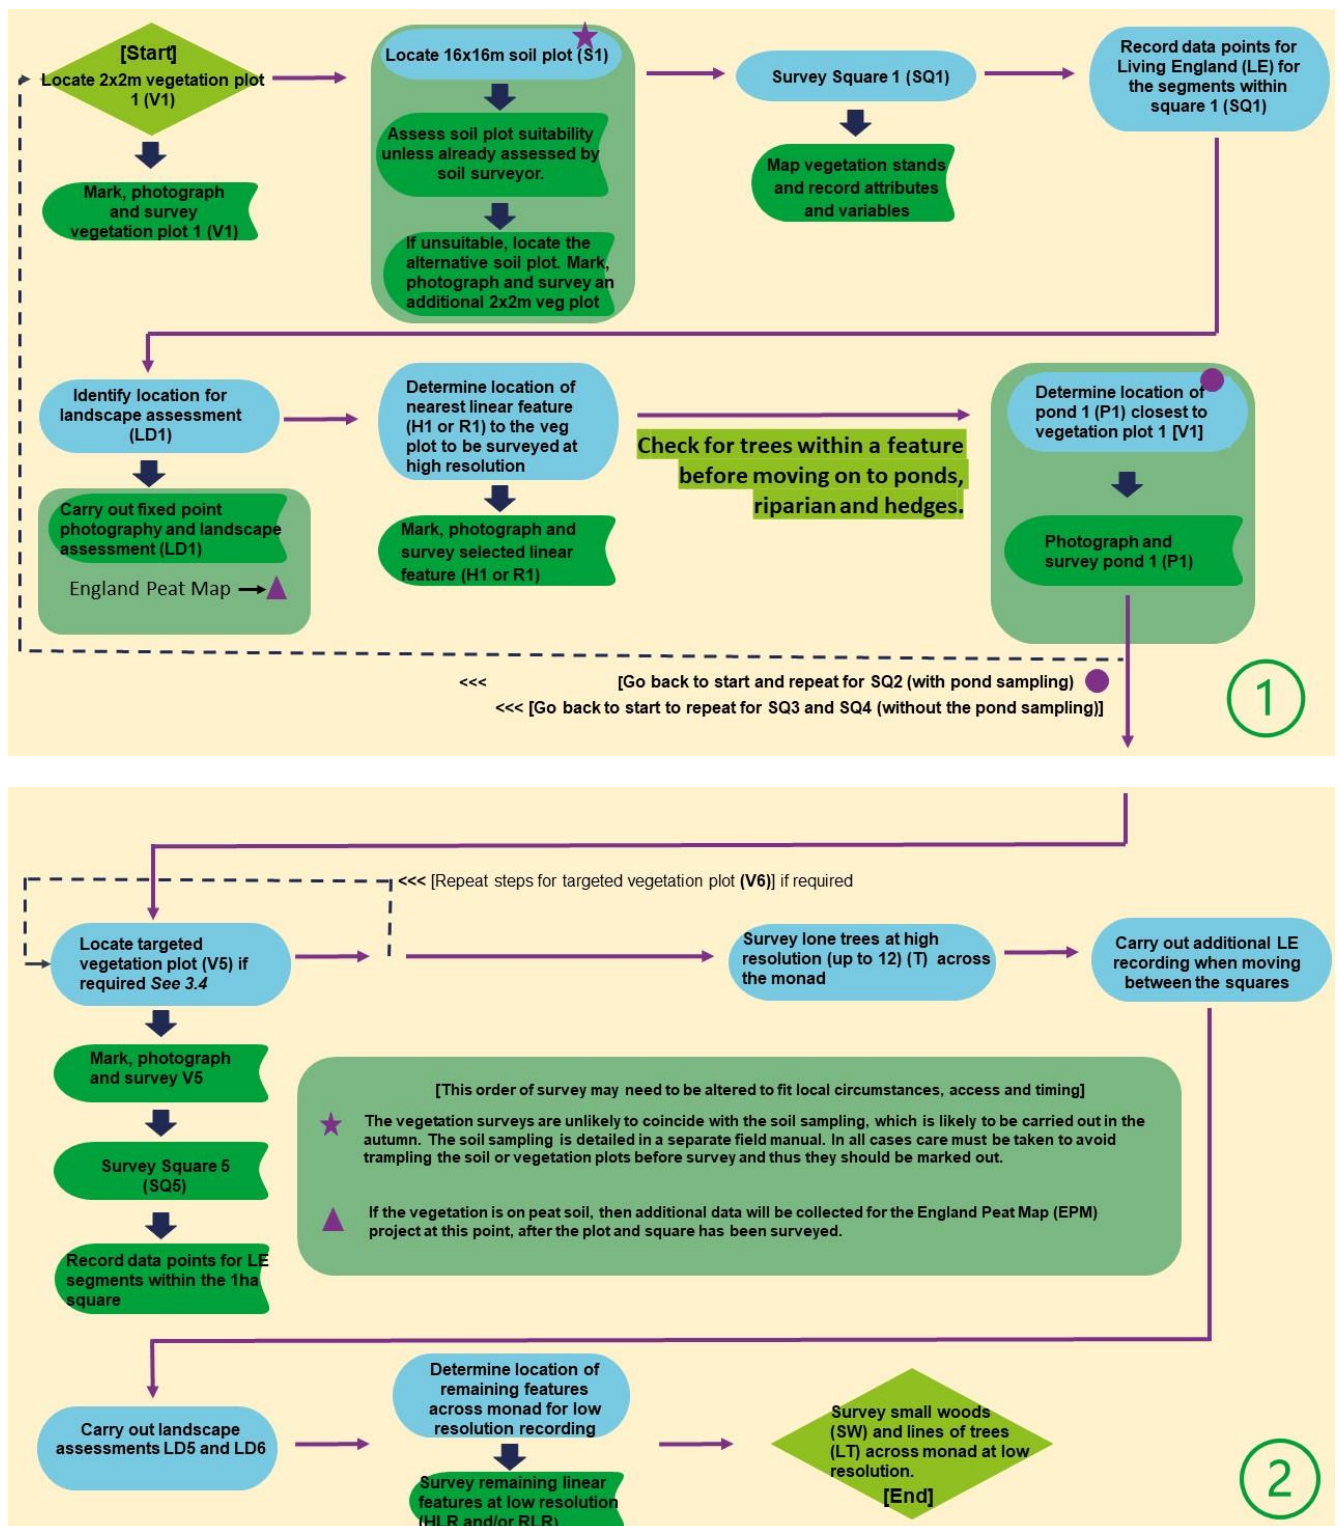 [Start]
Locate 2x2m vegetation plot
1 (V1)
Mark, photograph
and survey
vegetation plot 1 (V1)
Locate 16x16m soil plot (S1)
Assess soil plot suitability
unless already assessed by
soil surveyor.
If unsuitable, locate the
alternative soil plot. Mark,
photograph and survey an
additional 2x2m veg plot
Survey Square 1 (SQ1)
Map vegetation stands
and record attributes
and variables
Record data points for
Living England (LE) for
the segments within
square 1 (SQ1)
Identify location for
landscape assessment
(LD1)
Carry out fixed point
photography and landscape
assessment (LD1)
England Peat Map
Determine location of
nearest linear feature
(H1 or R1) to the veg
plot to be surveyed at
high resolution
Mark, photograph and
survey selected linear
feature (H1 or R1)
Check for trees within a feature
before moving on to ponds,
riparian and hedges.
Determine location of
pond 1 (P1) closest to
vegetation plot 1 [V1]
Photograph and
survey pond 1 (P1)
<<< [Go back to start and repeat for SQ2 (with pond sampling)
<<< [Go back to start to repeat for SQ3 and SQ4 (without the pond sampling)]
1
<<< [Repeat steps for targeted vegetation plot (V6)] if required
Locate targeted
vegetation plot (V5) if
required See 3.4
Mark, photograph
and survey V5
Survey Square 5
(SQ5)
Record data points for LE
segments within the 1ha
square
Survey lone trees at high
resolution (up to 12) (T) across
the monad
Carry out additional LE
recording when moving
between the squares
[This order of survey may need to be altered to fit local circumstances, access and timing]
The vegetation surveys are unlikely to coincide with the soil sampling, which is likely to be carried out in the
autumn. The soil sampling is detailed in a separate field manual. In all cases care must be taken to avoid
trampling the soil or vegetation plots before survey and thus they should be marked out.
If the vegetation is on peat soil, then additional data will be collected for the England Peat Map (EPM)
project at this point, after the plot and square has been surveyed.
Carry out landscape
assessments LD5 and LD6
Determine location of
remaining features
across monad for low
resolution recording
Survey remaining linear
features at low resolution
(HLR and/or RLR)
Survey small woods
(SW) and lines of trees
(LT) across monad at low
resolution.
[End]
2